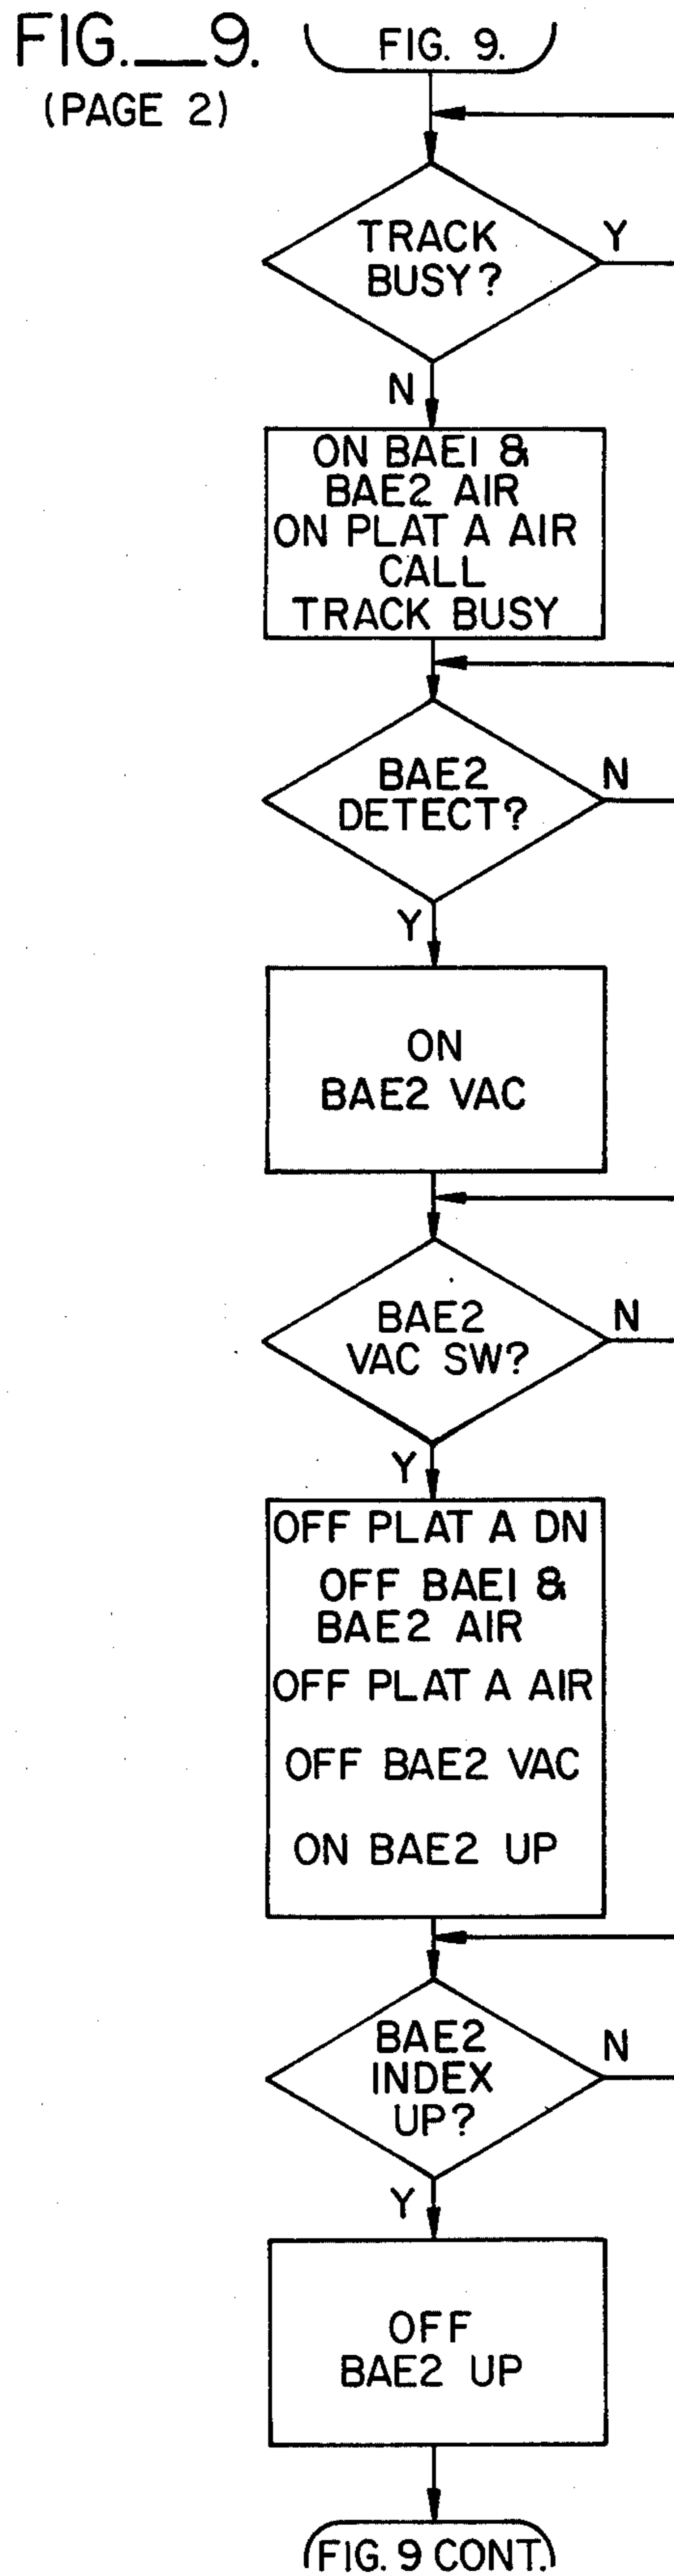 FIG.__9.
(PAGE 2)
FIG. 9.
TRACK
BUSY?
Y
N
ON BAE1 &
BAE2 AIR
ON PLAT A AIR
CALL
TRACK BUSY
BAE2
DETECT?
N
Y
ON
BAE2 VAC
BAE2
VAC SW?
N
Y
OFF PLAT A DN
OFF BAE1 &
BAE2 AIR
OFF PLAT A AIR
OFF BAE2 VAC
ON BAE2 UP
BAE2
INDEX
UP?
N
Y
OFF
BAE2 UP
FIG. 9 CONT.